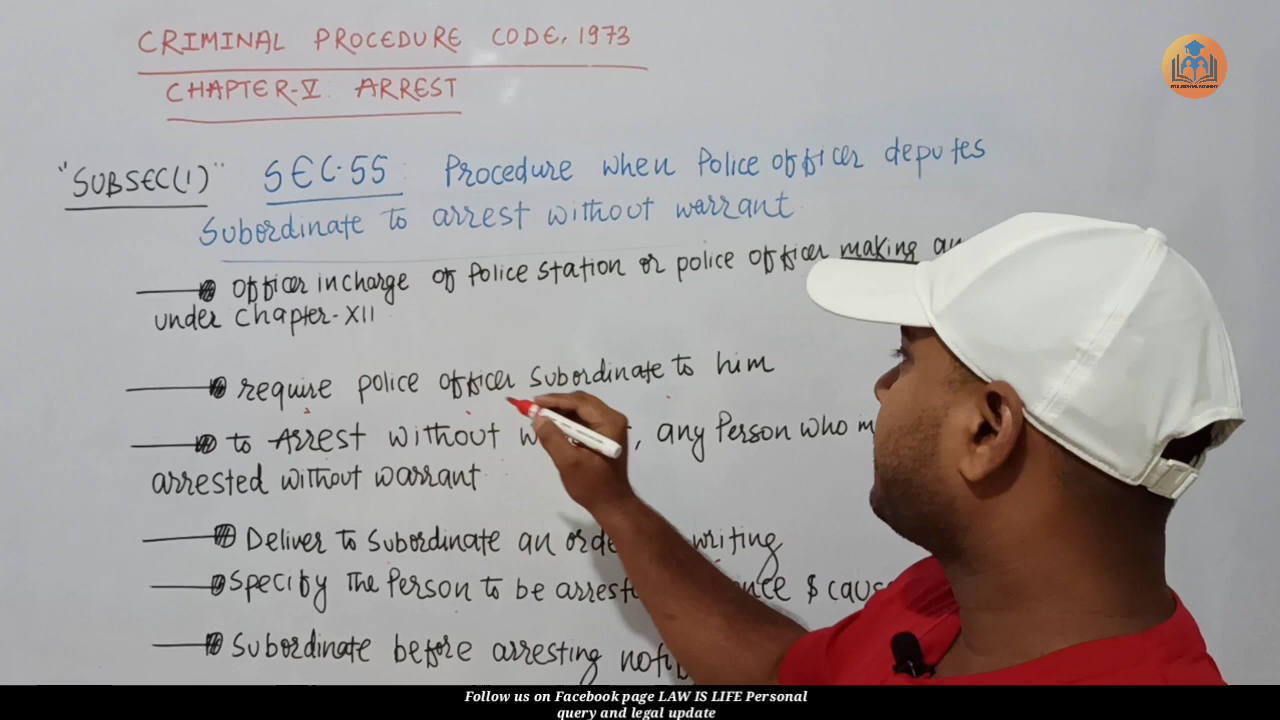 CRIMINAL PROCEDURE CODE, 1973
CHAPTER-V ARREST
"SUBSEC(1)" SEC.55: Procedure when Police officer deputes
Subordinate to arrest without warrant
officer incharge of Police station or police officer making
under Chapter-XII
require police officer subordinate to him
to Arrest without , any Person who
arrested without warrant
Deliver to Subordinate an writing
Specify the Person to be &
Subordinate before arresting
Follow us on Facebook page LAW IS LIFE Personal
query and legal update